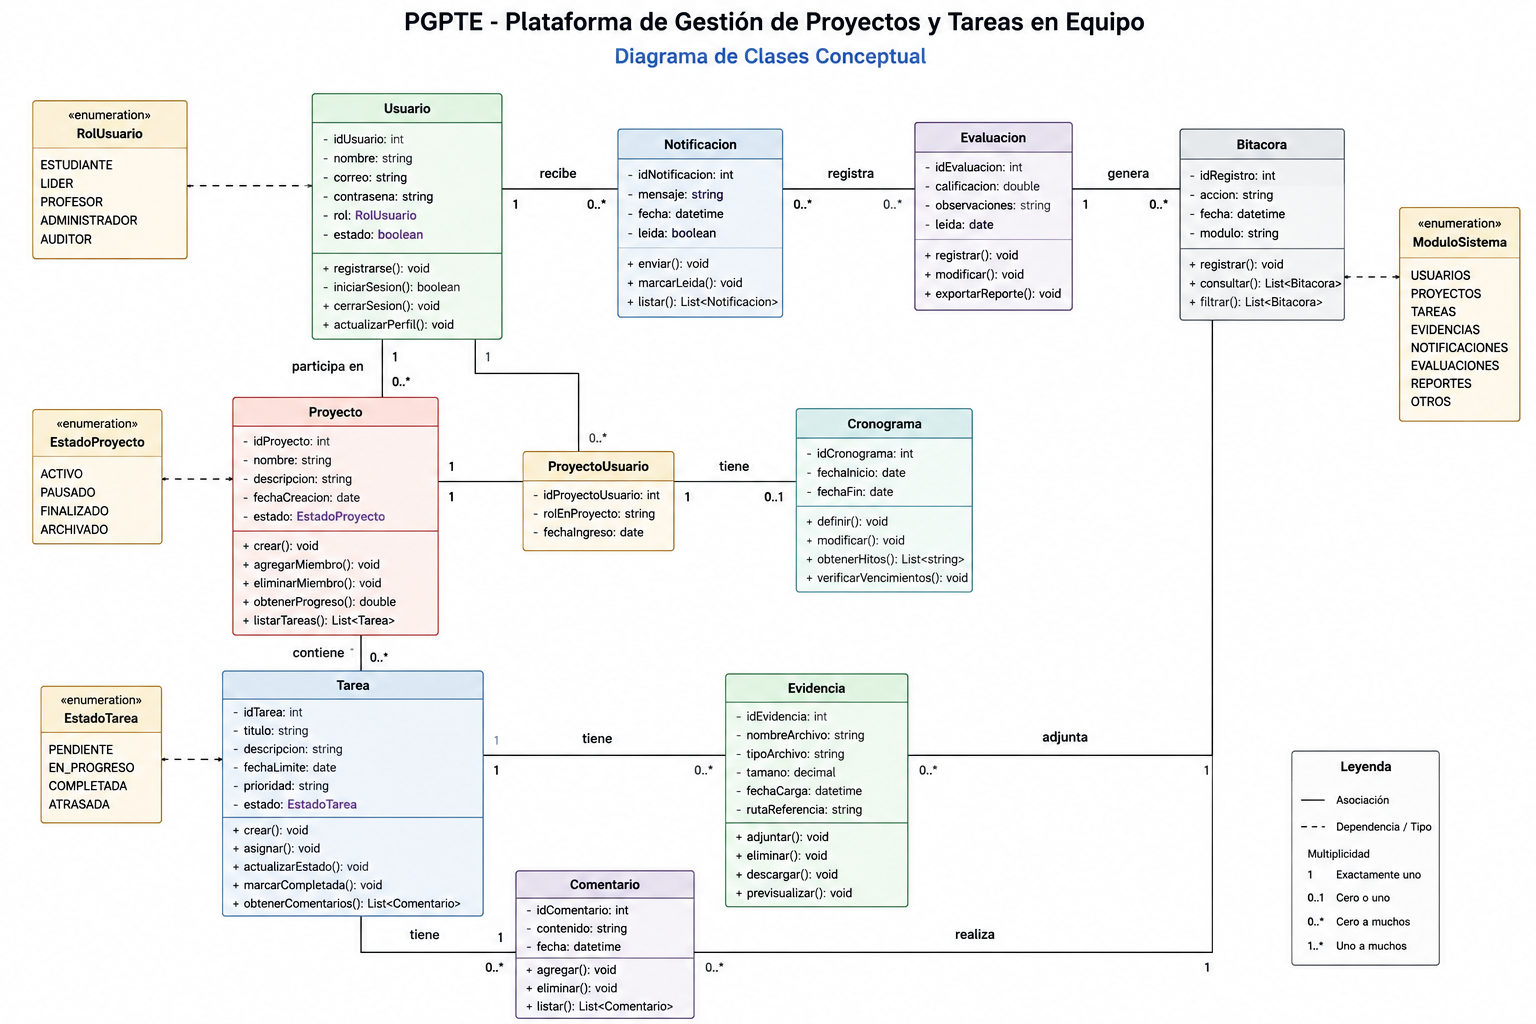 PGPTE - Plataforma de Gestión de Proyectos y Tareas en Equipo
Diagrama de Clases Conceptual
«enumeration»
RolUsuario
ESTUDIANTE
LIDER
PROFESOR
ADMINISTRADOR
AUDITOR
Usuario
- idUsuario: int
- nombre: string
- correo: string
- contrasena: string
- rol: RolUsuario
- estado: boolean
+ registrarse(): void
- iniciarSesion(): boolean
+ cerrarSesion(): void
+ actualizarPerfil(): void
recibe
1
0..*
Notificacion
- idNotificacion: int
- mensaje: string
- fecha: datetime
- leida: boolean
+ enviar(): void
+ marcarLeida(): void
+ listar(): List<Notificacion>
registra
0..*
0..*
Evaluacion
- idEvaluacion: int
- calificacion: double
- observaciones: string
- leida: date
+ registrar(): void
+ modificar(): void
+ exportarReporte(): void
genera
1
0..*
Bitacora
- idRegistro: int
- accion: string
- fecha: datetime
- modulo: string
+ registrar(): void
+ consultar(): List<Bitacora>
+ filtrar(): List<Bitacora>
«enumeration»
ModuloSistema
USUARIOS
PROYECTOS
TAREAS
EVIDENCIAS
NOTIFICACIONES
EVALUACIONES
REPORTES
OTROS
participa en
1
0..*
1
0..*
«enumeration»
EstadoProyecto
ACTIVO
PAUSADO
FINALIZADO
ARCHIVADO
Proyecto
- idProyecto: int
- nombre: string
- descripcion: string
- fechaCreacion: date
- estado: EstadoProyecto
+ crear(): void
+ agregarMiembro(): void
+ eliminarMiembro(): void
+ obtenerProgreso(): double
+ listarTareas(): List<Tarea>
1
1
ProyectoUsuario
- idProyectoUsuario: int
- rolEnProyecto: string
- fechaIngreso: date
tiene
1
0..1
Cronograma
- idCronograma: int
- fechaInicio: date
- fechaFin: date
+ definir(): void
+ modificar(): void
+ obtenerHitos(): List<string>
+ verificarVencimientos(): void
contiene -
0..*
«enumeration»
EstadoTarea
PENDIENTE
EN_PROGRESO
COMPLETADA
ATRASADA
Tarea
- idTarea: int
- titulo: string
- descripcion: string
- fechaLimite: date
- prioridad: string
- estado: EstadoTarea
+ crear(): void
+ asignar(): void
+ actualizarEstado(): void
+ marcarCompletada(): void
+ obtenerComentarios(): List<Comentario>
1
tiene
1
0..*
Evidencia
- idEvidencia: int
- nombreArchivo: string
- tipoArchivo: string
- tamano: decimal
- fechaCarga: datetime
- rutaReferencia: string
+ adjuntar(): void
+ eliminar(): void
+ descargar(): void
+ previsualizar(): void
adjunta
0..*
1
tiene
1
0..*
Comentario
- idComentario: int
- contenido: string
- fecha: datetime
+ agregar(): void
+ eliminar(): void
+ listar(): List<Comentario>
realiza
0..*
1
Leyenda
Asociación
Dependencia / Tipo
Multiplicidad
1 Exactamente uno
0..1 Cero o uno
0..* Cero a muchos
1..* Uno a muchos